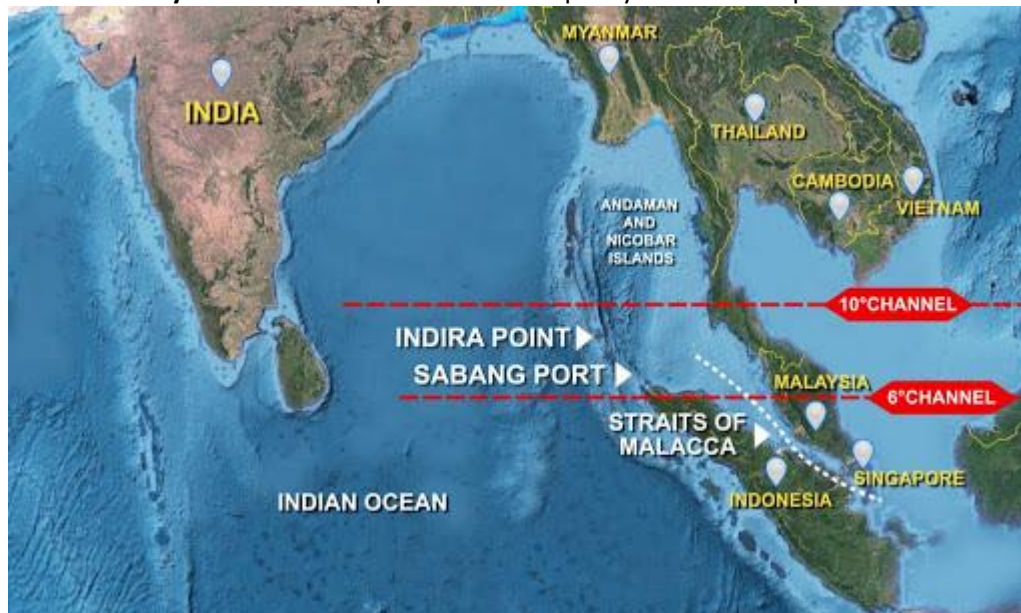 MYANMAR
INDIA
THAILAND
CAMBODIA
VIETNAM
ANDAMAN
AND
NICOBAR
ISLANDS
10°CHANNEL
INDIRA POINT
SABANG PORT
MALAYSIA
6°CHANNEL
STRAITS OF
MALACCA
SINGAPORE
INDONESIA
INDIAN OCEAN